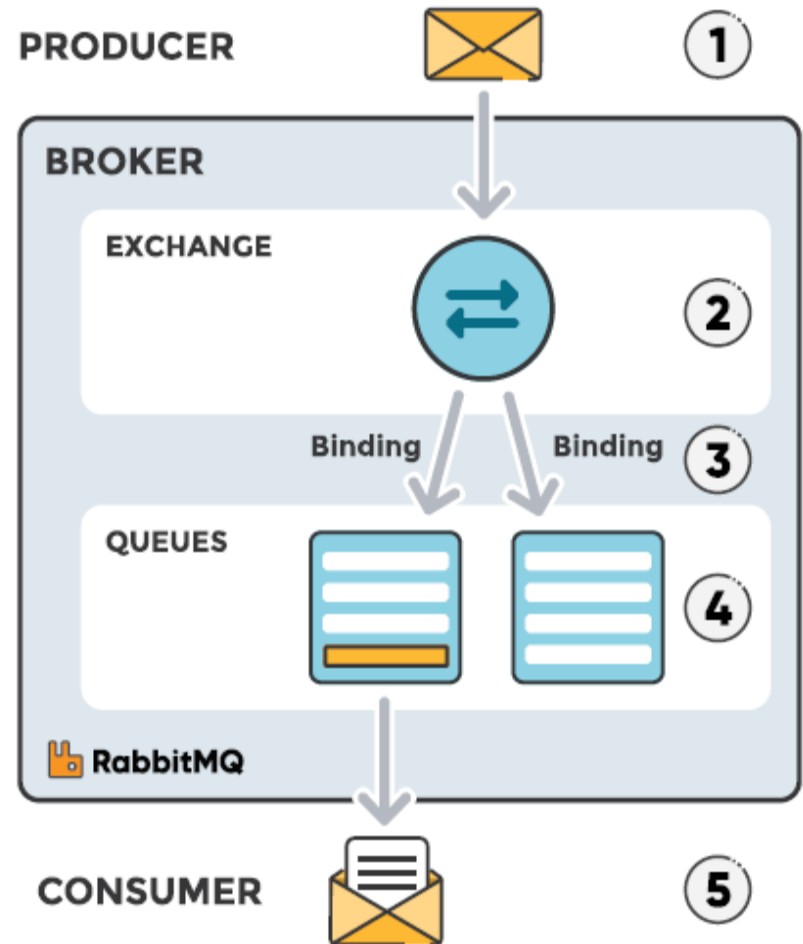 PRODUCER
1
BROKER
EXCHANGE
2
Binding Binding
3
QUEUES
4
RabbitMQ
CONSUMER
5